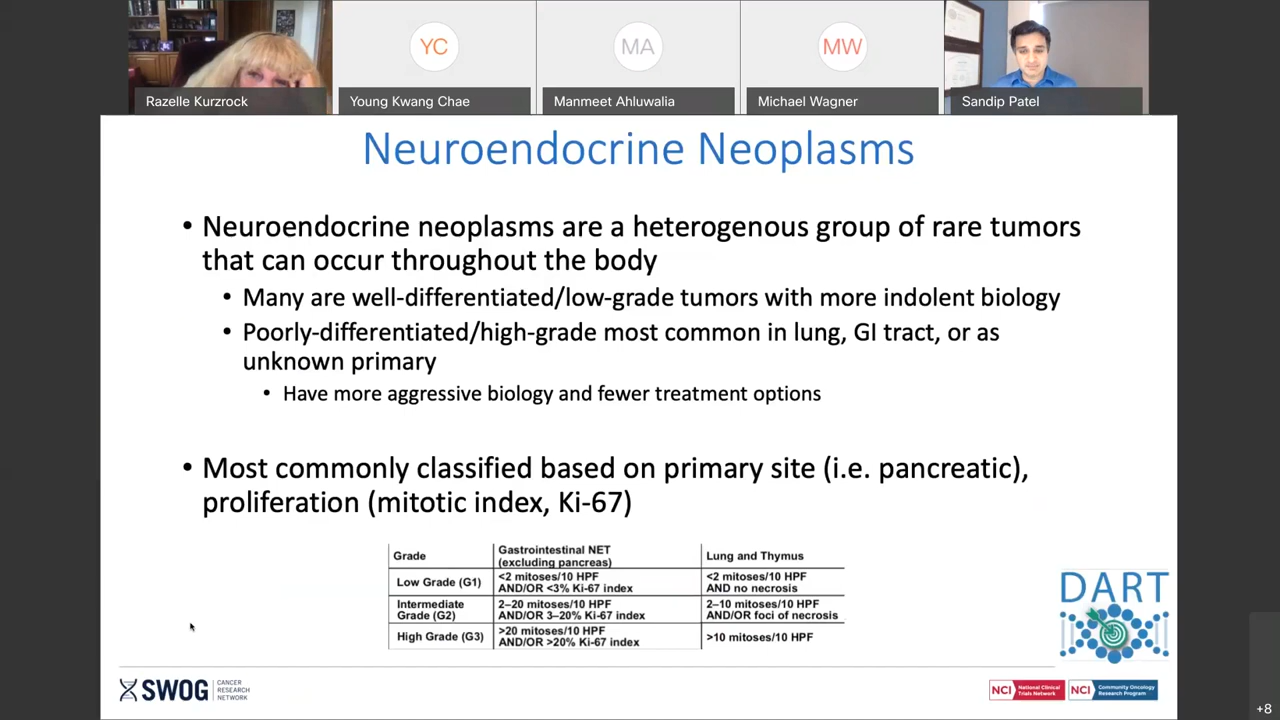 YC
MA
MW
Razelle Kurzrock
Young Kwang Chae
Manmeet Ahluwalia
Michael Wagner
Sandip Patel
Neuroendocrine Neoplasms
• Neuroendocrine neoplasms are a heterogenous group of rare tumors
that can occur throughout the body
• Many are well-differentiated/low-grade tumors with more indolent biology
• Poorly-differentiated/high-grade most common in lung, GI tract, or as
unknown primary
• Have more aggressive biology and fewer treatment options
• Most commonly classified based on primary site (i.e. pancreatic),
proliferation (mitotic index, Ki-67)
Grade
Gastrointestinal NET
(excluding pancreas)
Lung and Thymus
Low Grade (G1)
<2 mitoses/10 HPF
AND/OR <3% Ki-67 index
<2 mitoses/10 HPF
AND no necrosis
Intermediate
Grade (G2)
2–20 mitoses/10 HPF
AND/OR 3–20% Ki-67 index
2–10 mitoses/10 HPF
AND/OR foci of necrosis
High Grade (G3)
>20 mitoses/10 HPF
AND/OR >20% Ki-67 index
>10 mitoses/10 HPF
DART
SWOG
CANCER
RESEARCH
NETWORK
NCI
National Clinical
Trials Network
NCI
Community Oncology
Research Program
+8